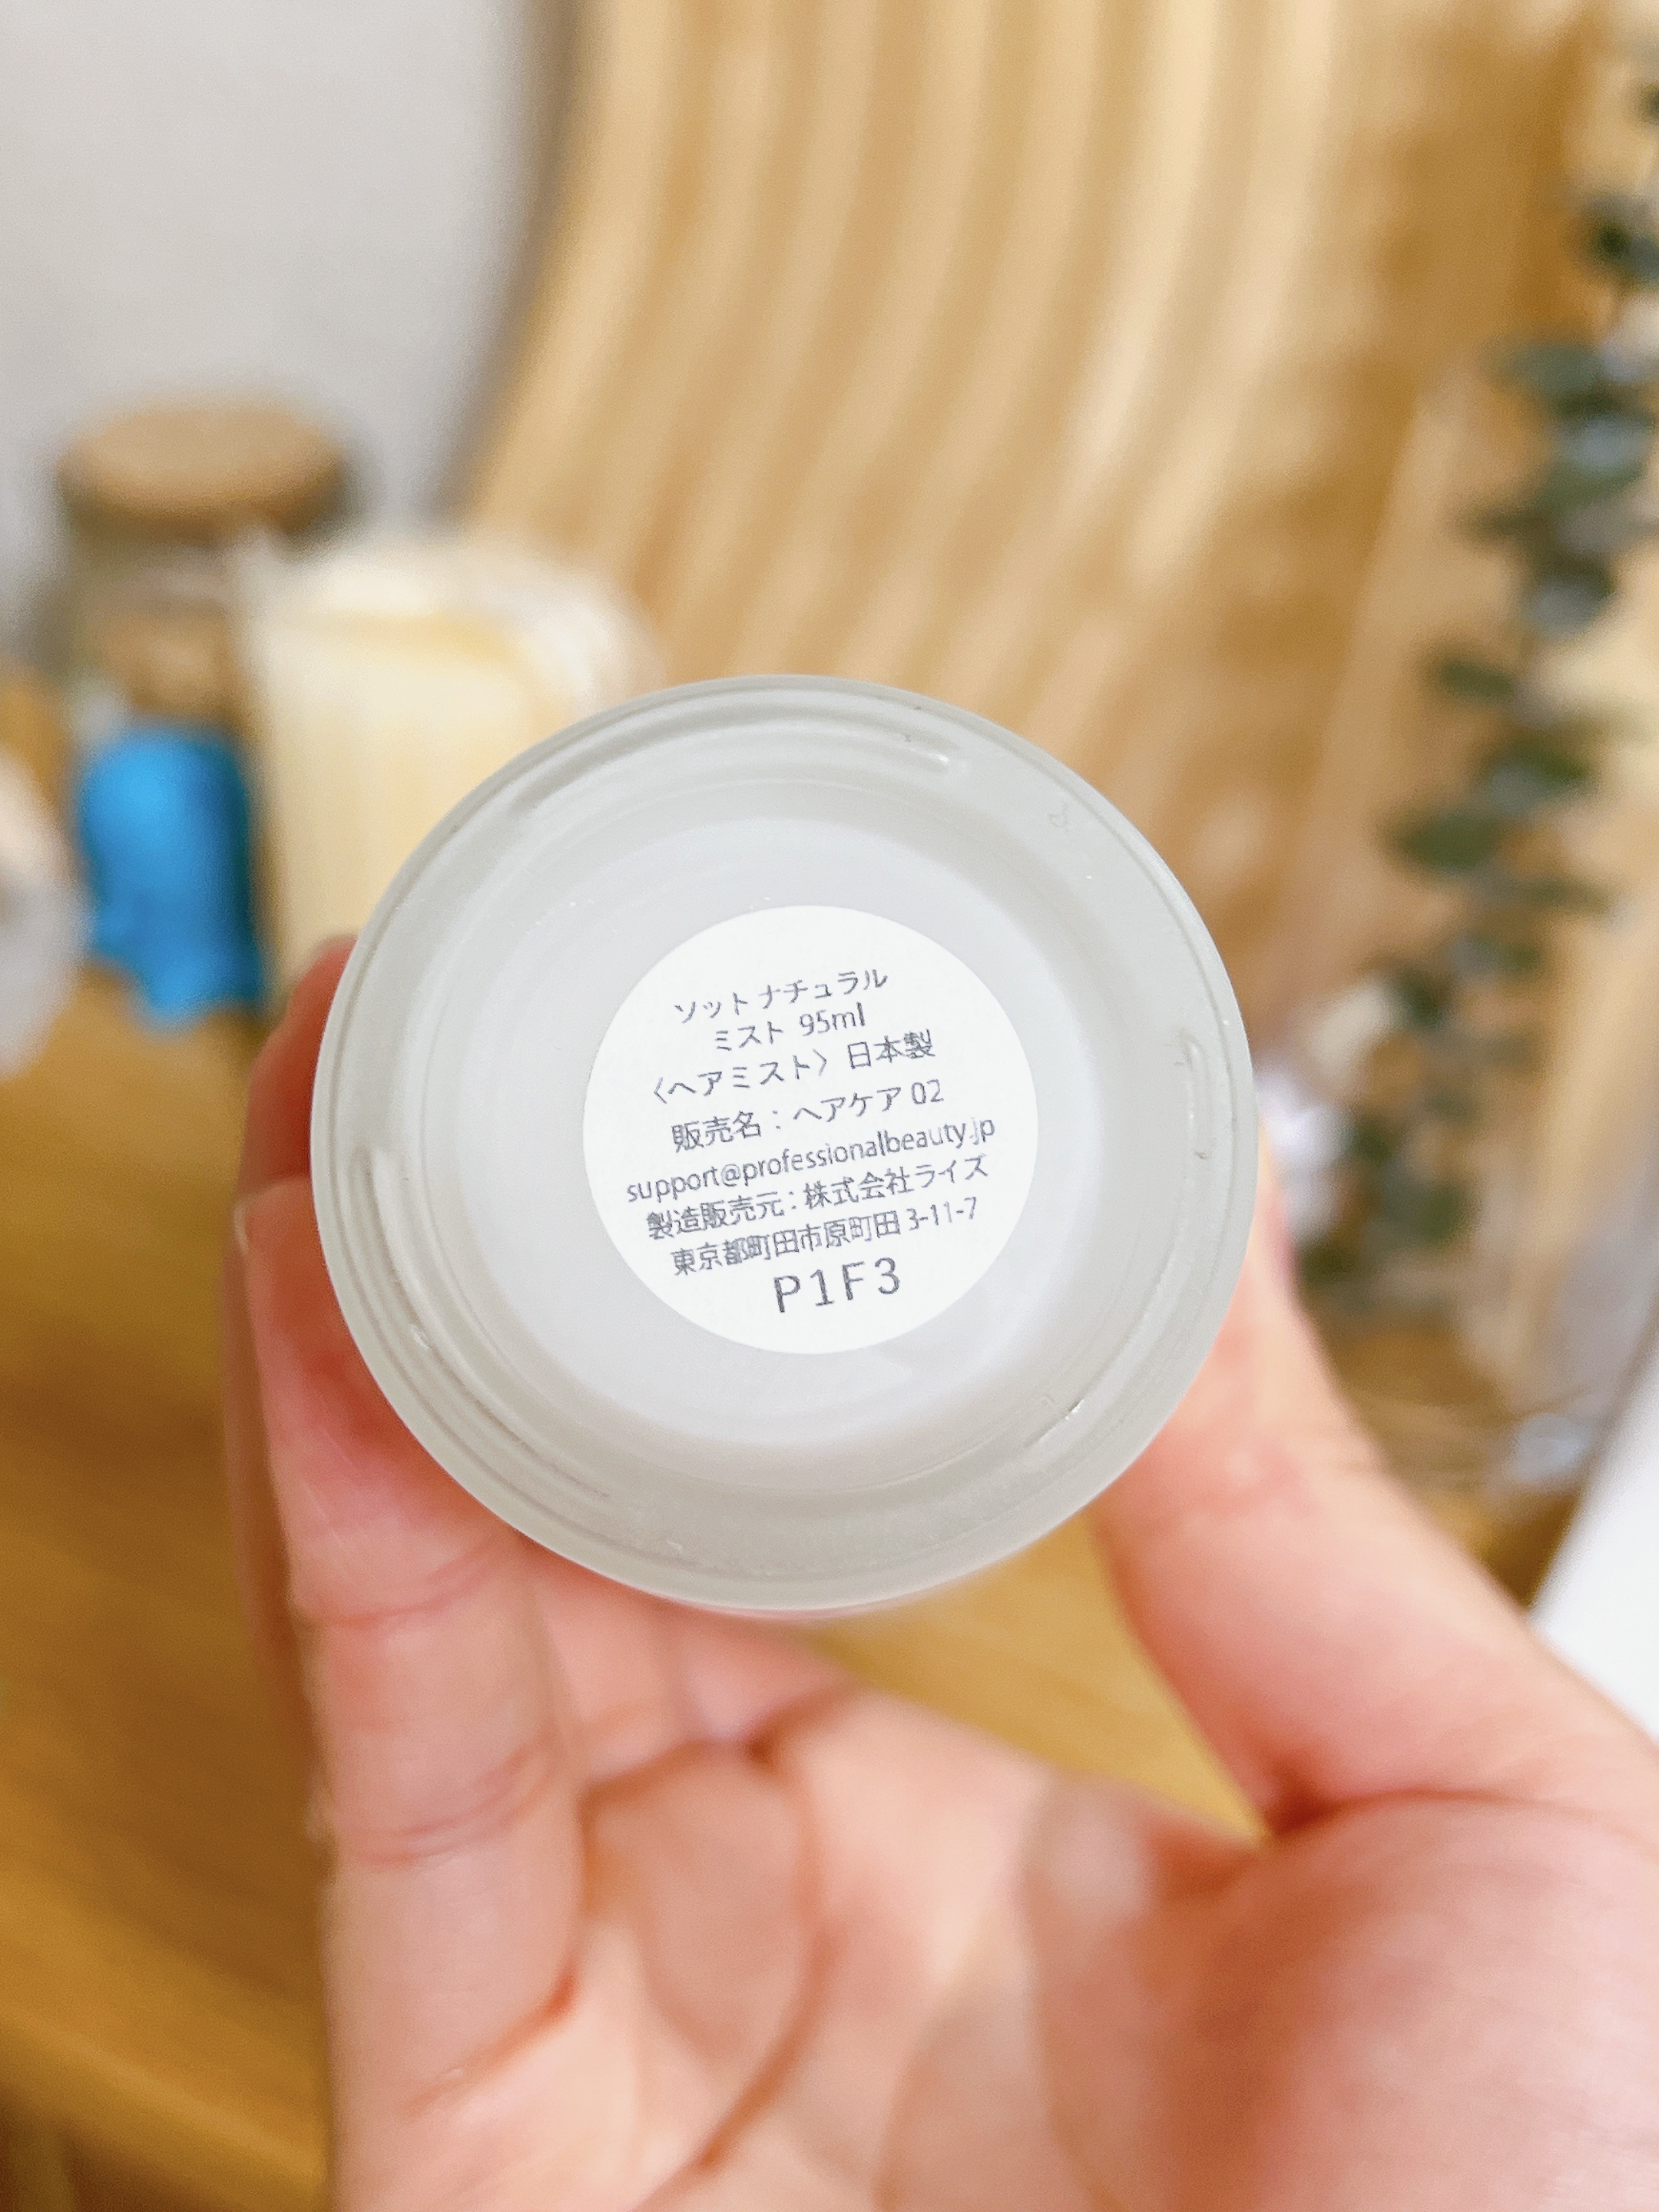 ソット ナチュラル
ミスト 95ml
〈ヘアミスト〉日本製
販売名：ヘアケア 02
support@professionalbeauty.jp
製造販売元：株式会社ライズ
東京都町田市原町田 3-11-7
P1F3